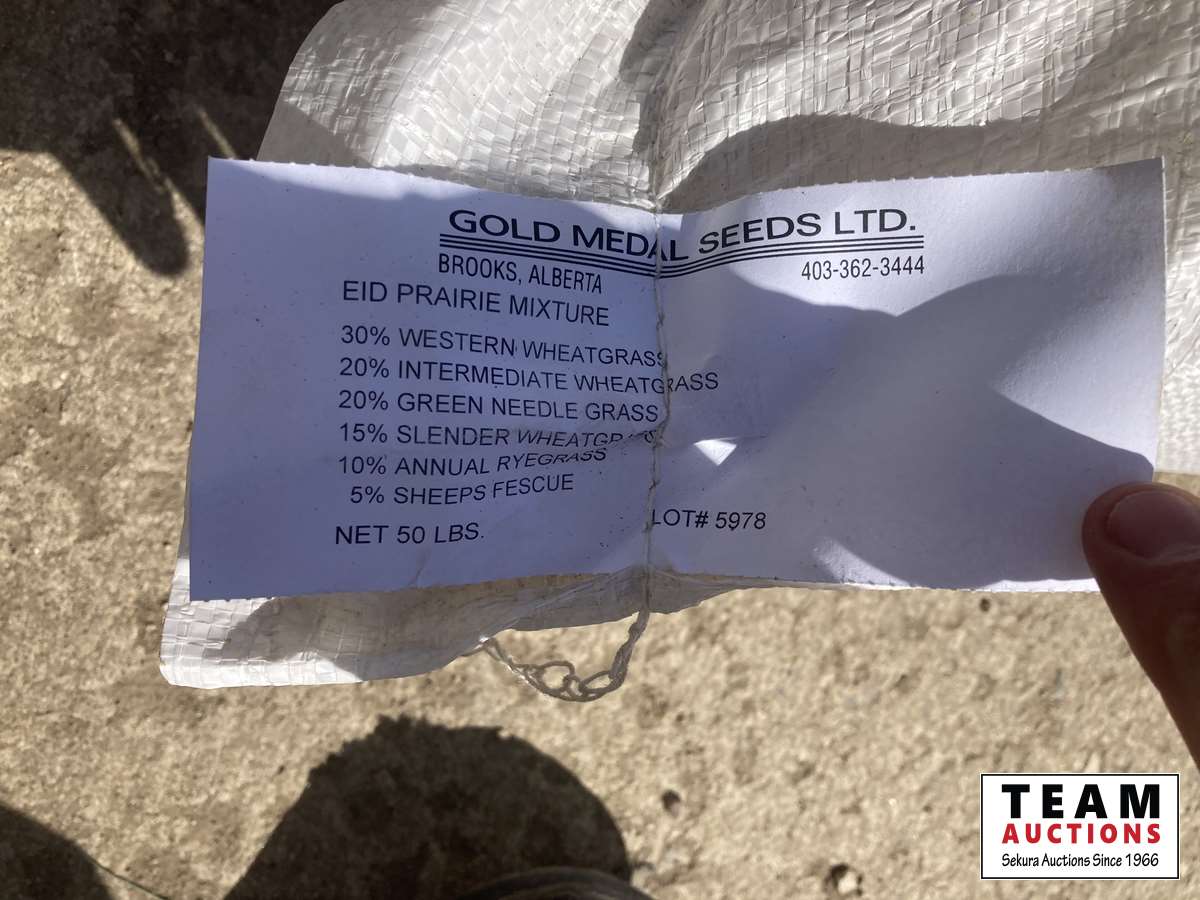 GOLD MEDAL SEEDS LTD.
BROOKS, ALBERTA 403-362-3444
EID PRAIRIE MIXTURE
30% WESTERN WHEATGRASS
20% INTERMEDIATE WHEATGRASS
20% GREEN NEEDLE GRASS
15% SLENDER WHEATGRASS
10% ANNUAL RYEGRASS
5% SHEEPS FESCUE
NET 50 LBS. LOT# 5978
TEAM
AUCTIONS
Sekura Auctions Since 1966